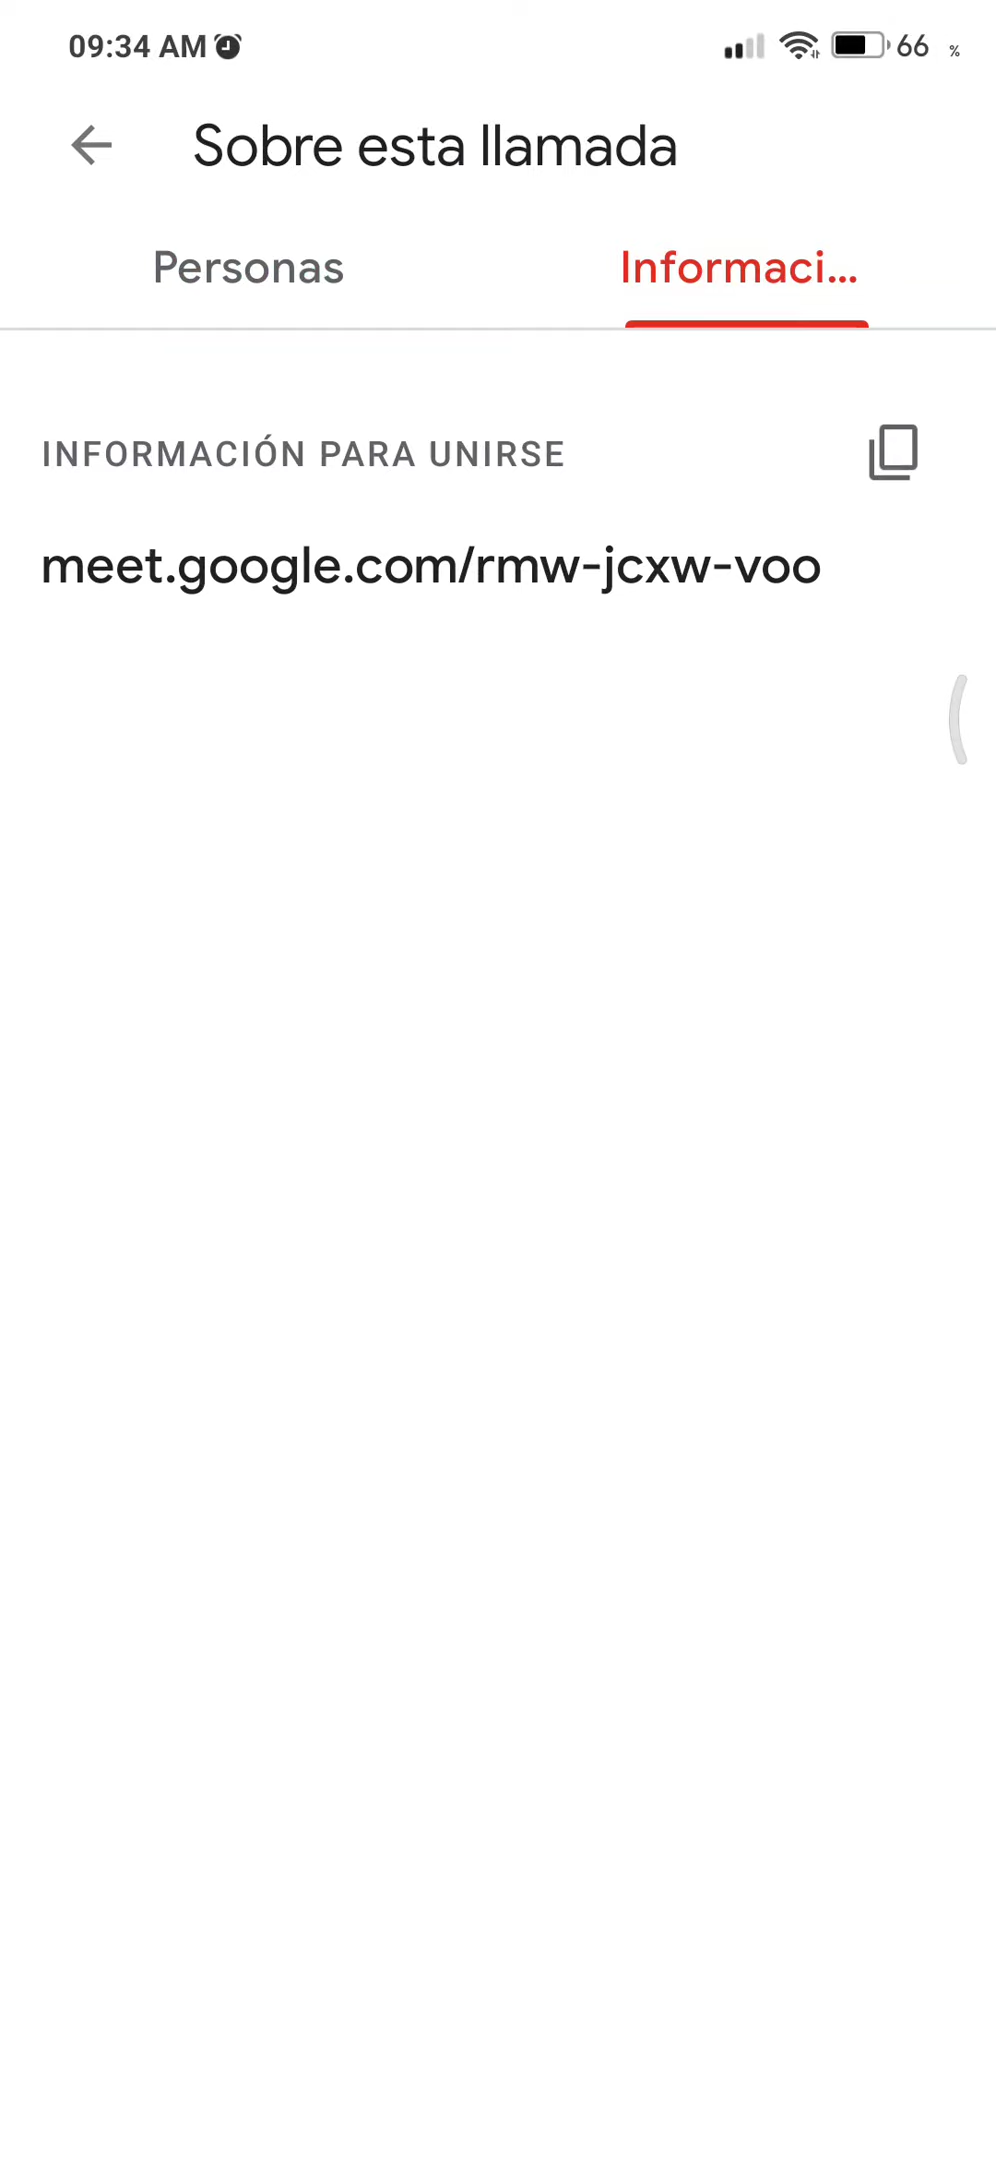 09:34 AM
66 %
Sobre esta llamada
Personas
Informaci...
INFORMACIÓN PARA UNIRSE
meet.google.com/rmw-jcxw-voo